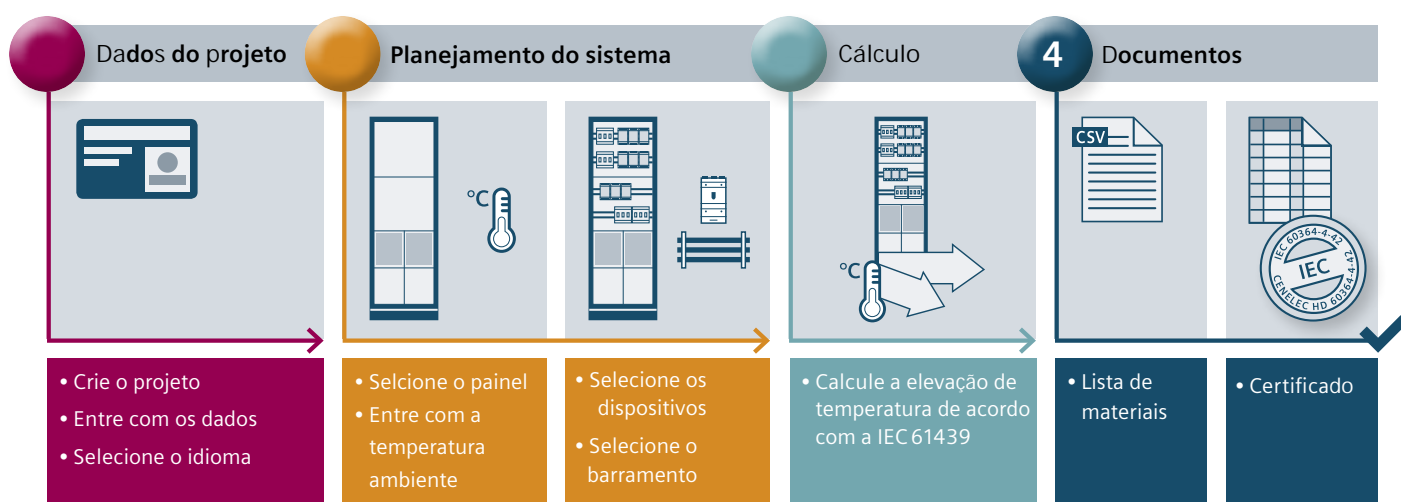 Dados do projeto
Planejamento do sistema
Cálculo
4
Documentos
°C
°C
CSV
IEC 60364-4-42
IEC
CENELEC HD 60364-4-42
• Crie o projeto
• Entre com os dados
• Selecione o idioma
• Selcione o painel
• Entre com a
temperatura
ambiente
• Selecione os
dispositivos
• Selecione o
barramento
• Calcule a elevação de
temperatura de acordo
com a IEC 61439
• Lista de
materiais
• Certificado